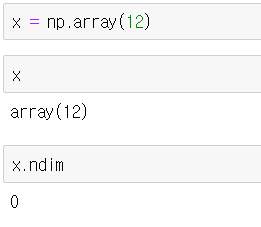 x = np.array(12)
x
array(12)
x.ndim
0